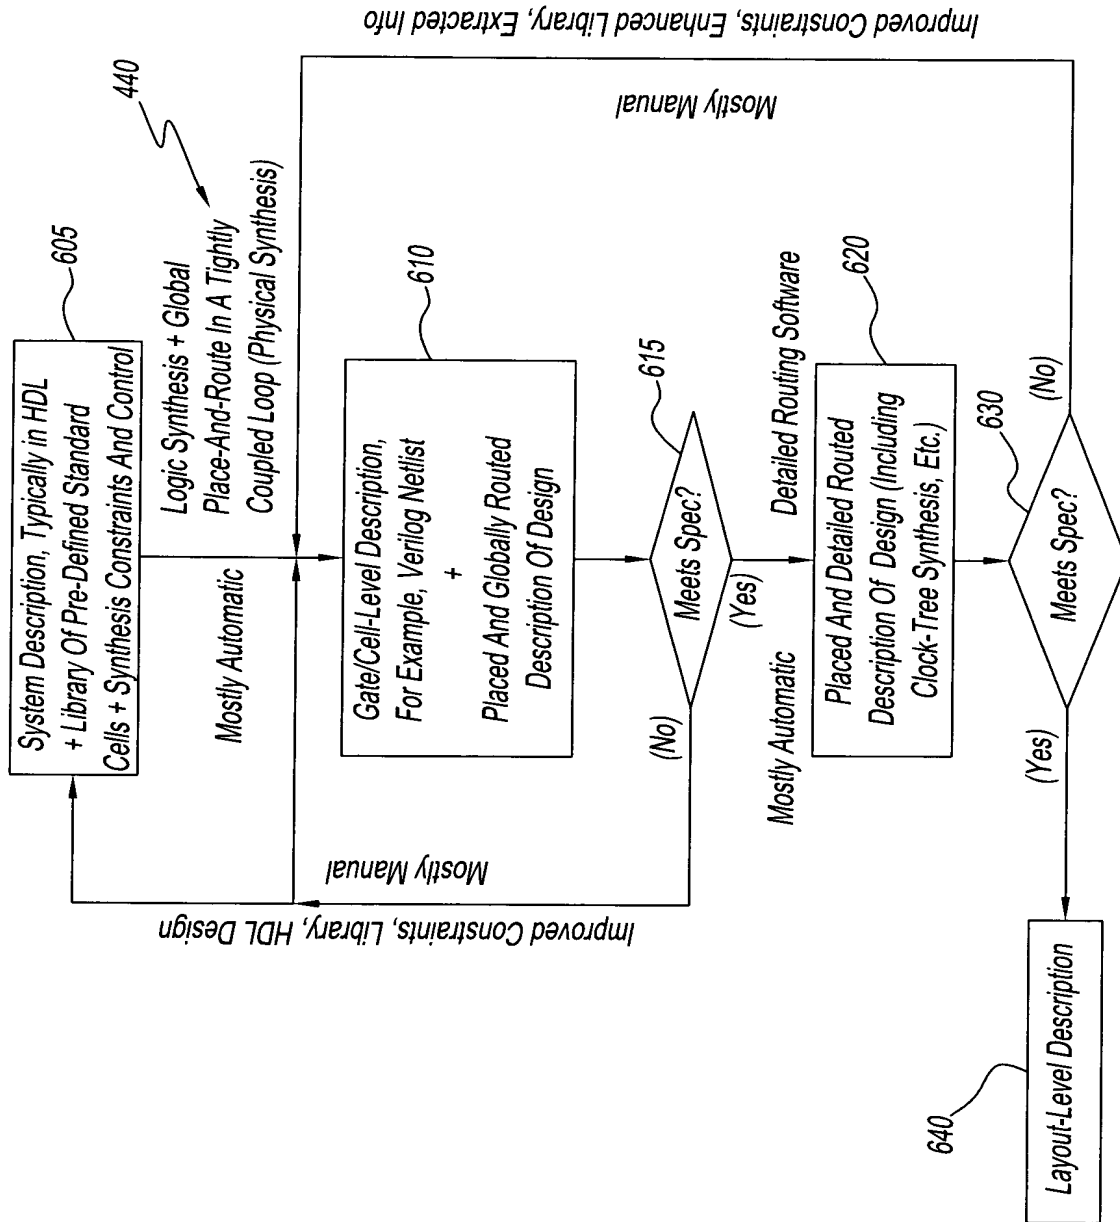 System Description, Typically in HDL
+ Library Of Pre-Defined Standard
Cells + Synthesis Constraints And Control
605
440
Logic Synthesis + Global
Place-And-Route In A Tightly
Coupled Loop (Physical Synthesis)
Mostly Automatic
Gate/Cell-Level Description,
For Example, Verilog Netlist
+
Placed And Globally Routed
Description Of Design
610
Meets Spec?
615
(No)
(Yes)
Mostly Manual
Improved Constraints, Library, HDL Design
Mostly Automatic
Detailed Routing Software
Placed And Detailed Routed
Description Of Design (Including
Clock-Tree Synthesis, Etc.)
620
Meets Spec?
630
(No)
(Yes)
Mostly Manual
Improved Constraints, Enhanced Library, Extracted Info
Layout-Level Description
640